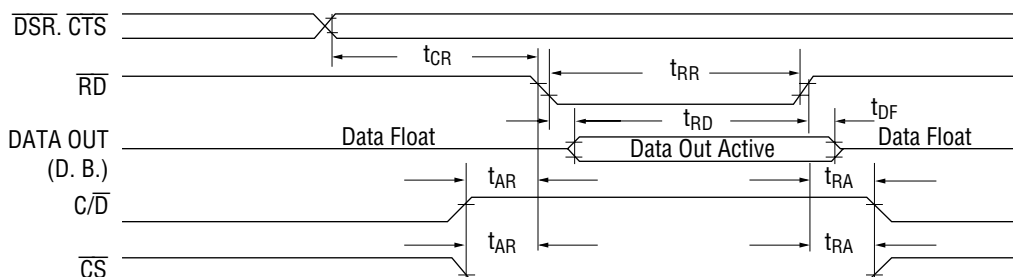 DSR. CTS
tCR
RD
tRR
tRD
tDF
DATA OUT
(D. B.)
Data Float
Data Out Active
Data Float
tAR
tRA
C/D
tAR
tRA
CS